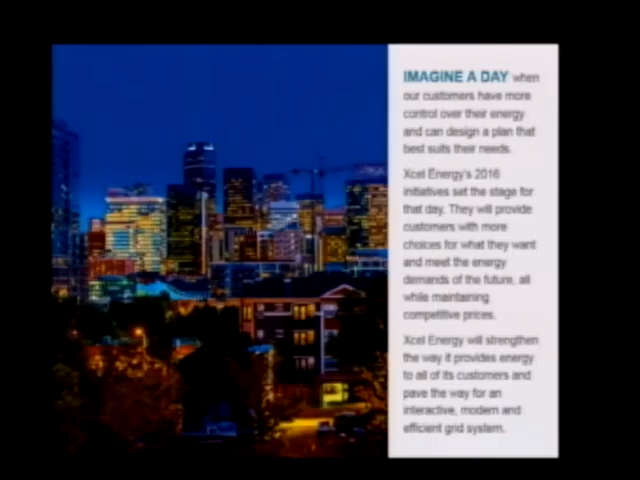 IMAGINE A DAY when
our customers have more
control over their energy
and can design a plan that
best suits their needs.
Xcel Energy's 2016
initiatives set the stage for
that day. They will provide
customers with more
choices for what they want
and meet the energy
demands of the future, all
while maintaining
competitive prices.
Xcel Energy will strengthen
the way it provides energy
to all of its customers and
pave the way for an
interactive, modern and
efficient grid system.